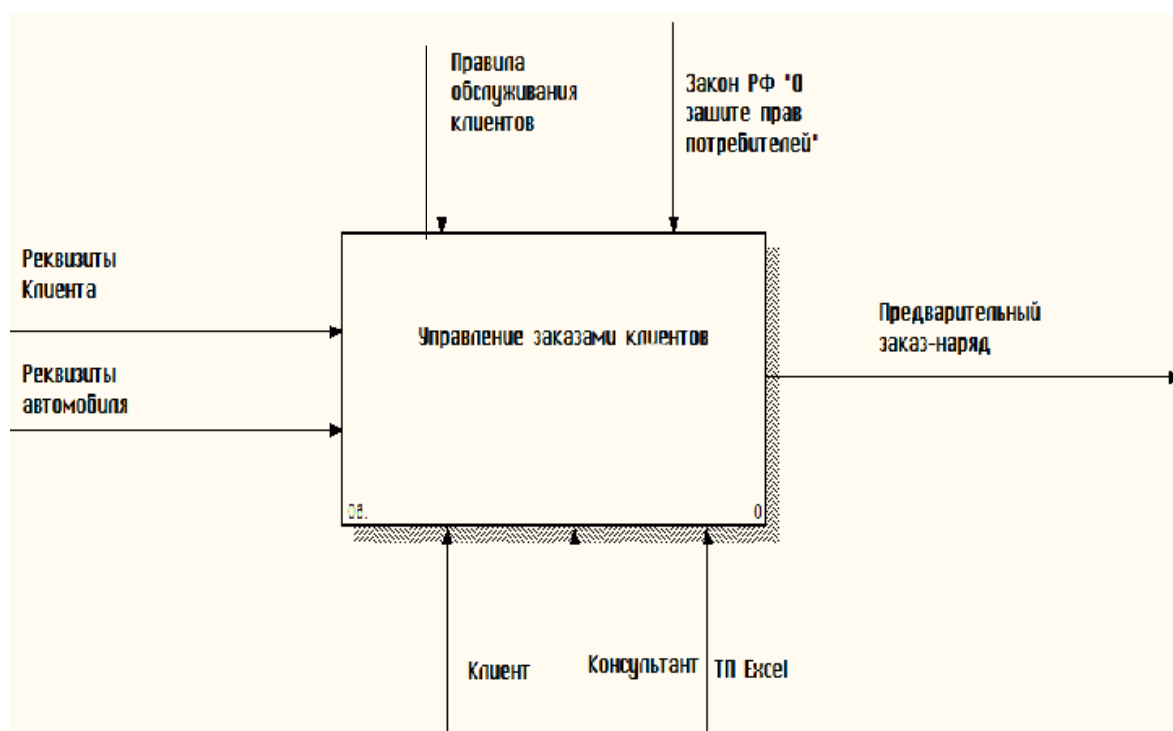 Правила
обслуживания
клиентов
Закон РФ "О
зашите прав
потребителей"
Реквизиты
Клиента
Управление заказами клиентов
Предварительный
заказ-наряд
Реквизиты
автомобиля
0
Клиент
Консультант
ТП Excel